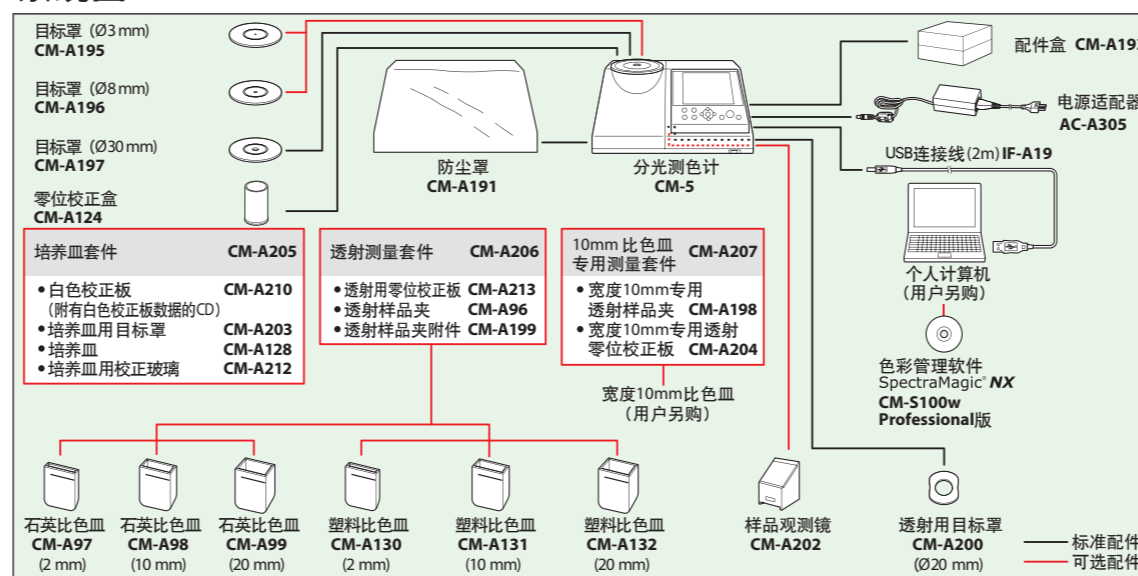 目标罩 (Ø3 mm)
CM-A195
目标罩 (Ø8 mm)
CM-A196
目标罩 (Ø30 mm)
CM-A197
零位校正盒
CM-A124
防尘罩
CM-A191
分光测色计
CM-5
配件盒 CM-A193
电源适配器
AC-A305
USB连接线(2m) IF-A19
个人计算机
(用户另购)
色彩管理软件
SpectraMagic® NX
CM-S100w
Professional版
培养皿套件 CM-A205
•白色校正板 CM-A210
(附有白色校正板数据的CD)
•培养皿用目标罩 CM-A203
•培养皿 CM-A128
•培养皿用校正玻璃 CM-A212
透射测量套件 CM-A206
•透射用零位校正板 CM-A213
•透射样品夹 CM-A96
•透射样品夹附件 CM-A199
10mm 比色皿
专用测量套件 CM-A207
•宽度10mm专用
透射样品夹 CM-A198
•宽度10mm专用透射
零位校正板 CM-A204
宽度10mm比色皿
(用户另购)
石英比色皿
CM-A97
(2 mm)
石英比色皿
CM-A98
(10 mm)
石英比色皿
CM-A99
(20 mm)
塑料比色皿
CM-A130
(2 mm)
塑料比色皿
CM-A131
(10 mm)
塑料比色皿
CM-A132
(20 mm)
样品观测镜
CM-A202
透射用目标罩
CM-A200
(Ø20 mm)
标准配件
可选配件